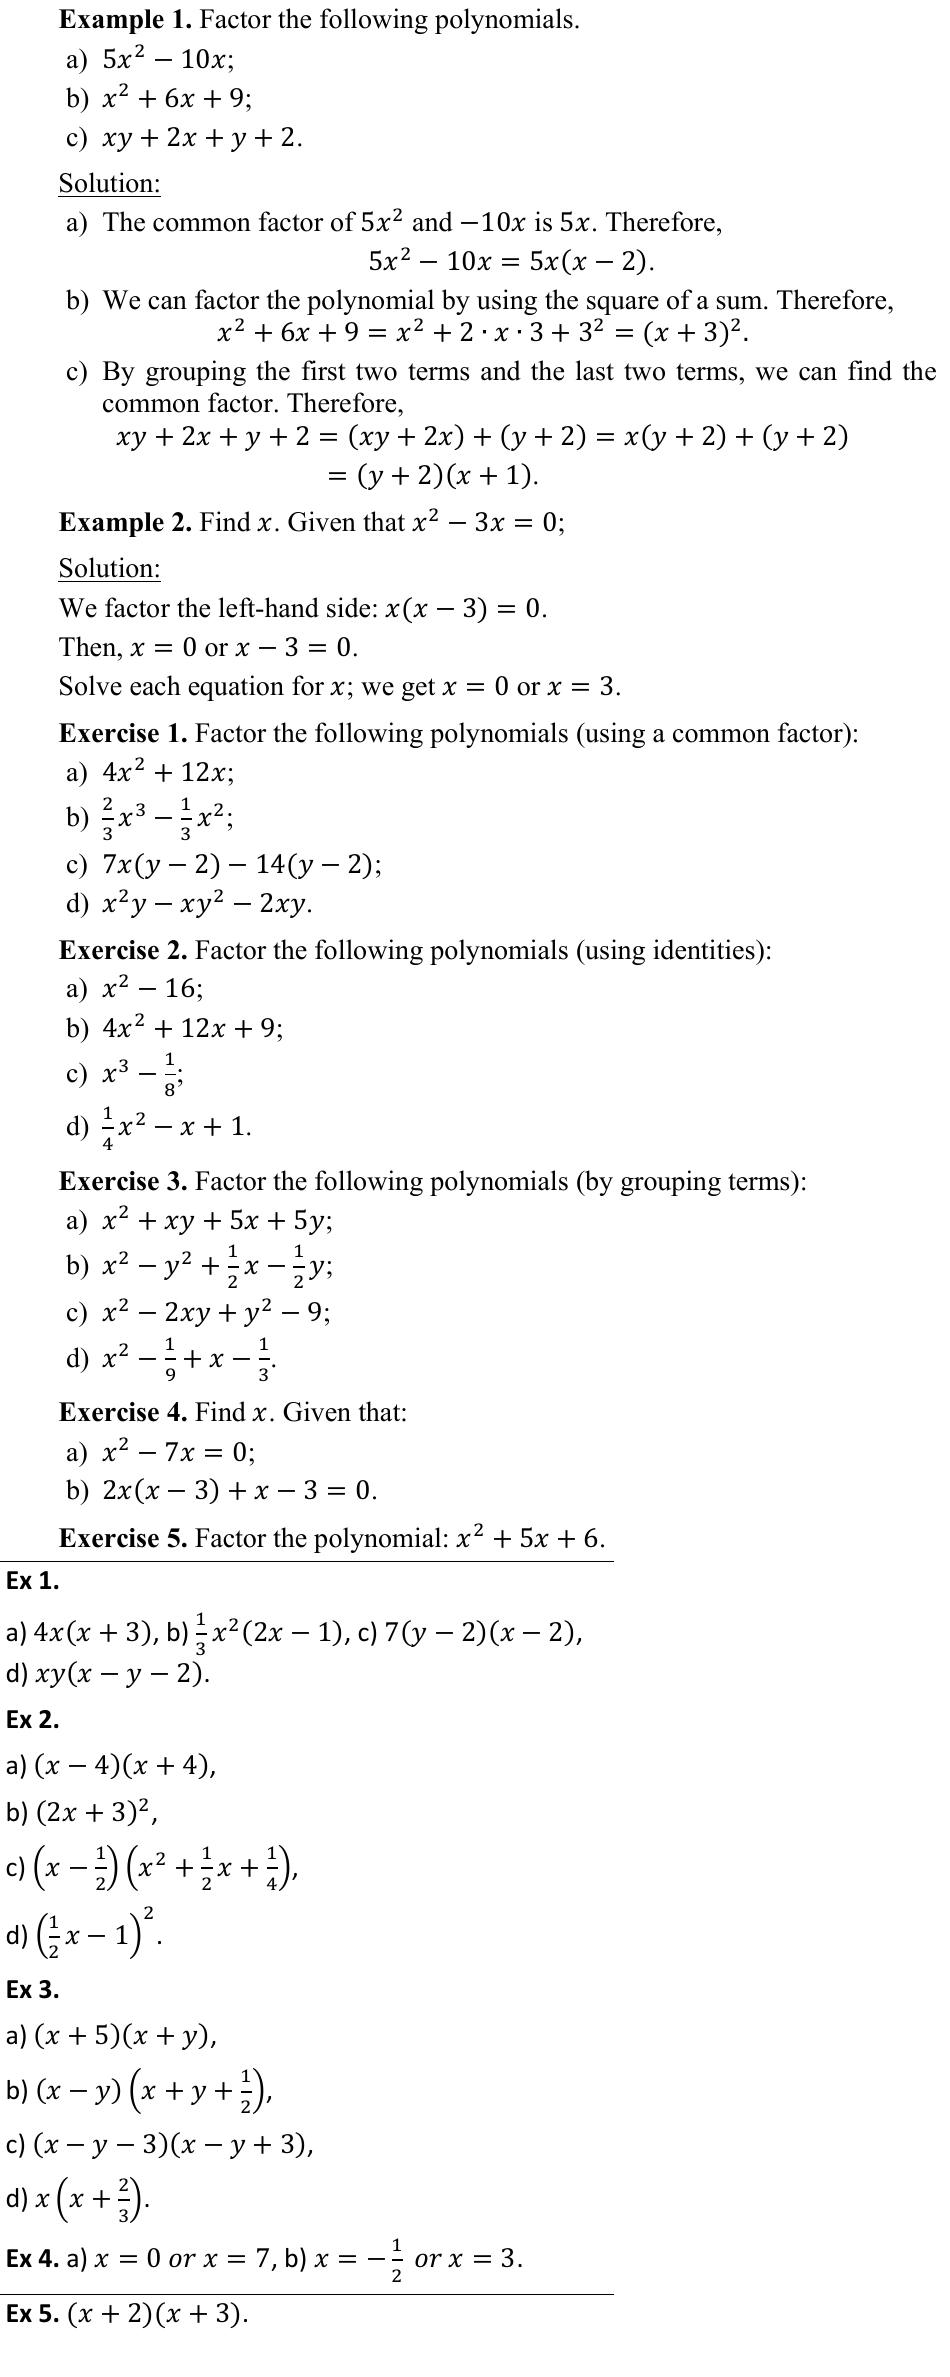 Example 1. Factor the following polynomials.
a) 5x² − 10x;
b) x² + 6x + 9;
c) xy + 2x + y + 2.
Solution:
a) The common factor of 5x² and −10x is 5x. Therefore,
5x² − 10x = 5x(x − 2).
b) We can factor the polynomial by using the square of a sum. Therefore,
x² + 6x + 9 = x² + 2 · x · 3 + 3² = (x + 3)².
c) By grouping the first two terms and the last two terms, we can find the
common factor. Therefore,
xy + 2x + y + 2 = (xy + 2x) + (y + 2) = x(y + 2) + (y + 2)
= (y + 2)(x + 1).
Example 2. Find x. Given that x² − 3x = 0;
Solution:
We factor the left-hand side: x(x − 3) = 0.
Then, x = 0 or x − 3 = 0.
Solve each equation for x; we get x = 0 or x = 3.
Exercise 1. Factor the following polynomials (using a common factor):
a) 4x² + 12x;
b) 2/3 x³ − 1/3 x²;
c) 7x(y − 2) − 14(y − 2);
d) x²y − xy² − 2xy.
Exercise 2. Factor the following polynomials (using identities):
a) x² − 16;
b) 4x² + 12x + 9;
c) x³ − 1/8;
d) 1/4 x² − x + 1.
Exercise 3. Factor the following polynomials (by grouping terms):
a) x² + xy + 5x + 5y;
b) x² − y² + 1/2 x − 1/2 y;
c) x² − 2xy + y² − 9;
d) x² − 1/9 + x − 1/3.
Exercise 4. Find x. Given that:
a) x² − 7x = 0;
b) 2x(x − 3) + x − 3 = 0.
Exercise 5. Factor the polynomial: x² + 5x + 6.
Ex 1.
a) 4x(x + 3), b) 1/3 x²(2x − 1), c) 7(y − 2)(x − 2),
d) xy(x − y − 2).
Ex 2.
a) (x − 4)(x + 4),
b) (2x + 3)²,
c) (x − 1/2)(x² + 1/2 x + 1/4),
d) (1/2 x − 1)².
Ex 3.
a) (x + 5)(x + y),
b) (x − y)(x + y + 1/2),
c) (x − y − 3)(x − y + 3),
d) x(x + 2/3).
Ex 4. a) x = 0 or x = 7, b) x = −1/2 or x = 3.
Ex 5. (x + 2)(x + 3).